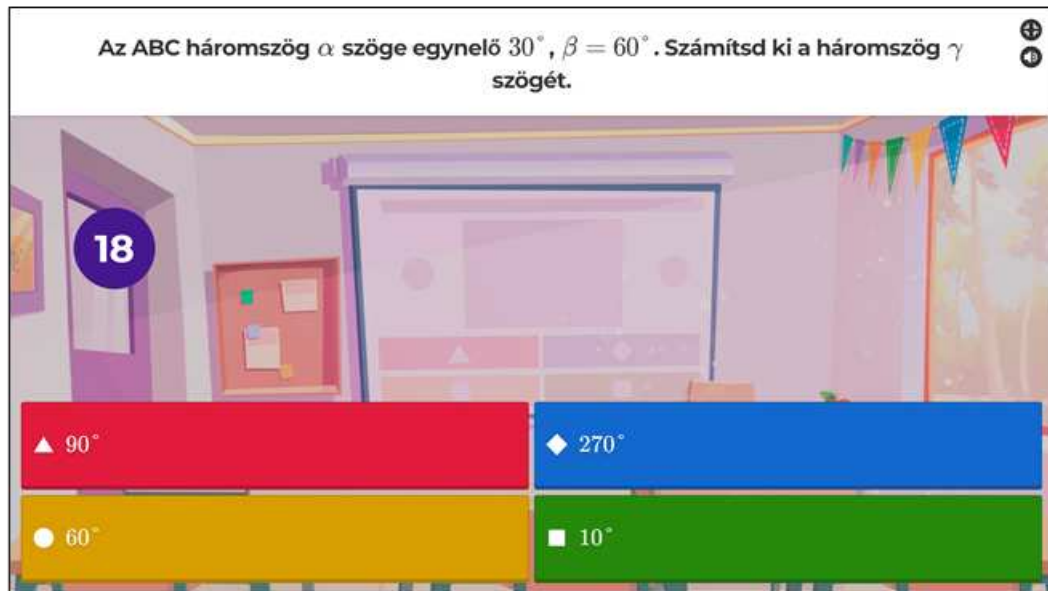 Az ABC háromszög α szöge egynelő 30°, β = 60°. Számítsd ki a háromszög γ
szögét.
18
90°
270°
60°
10°